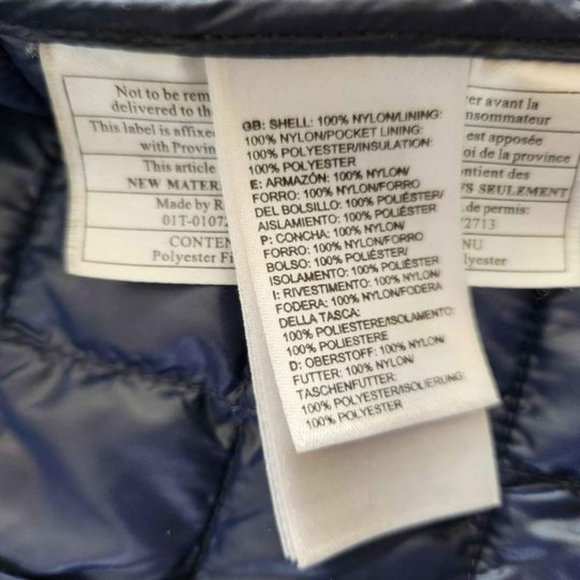 Not to be rem
delivered to the
This label is affixe
with Provin
This article
NEW MATER
Made by R
01T-0107
CONTEN
Polyester Fi
GB: SHELL: 100% NYLON/LINING:
100% NYLON/POCKET LINING:
100% POLYESTER/INSULATION:
100% POLYESTER
E: ARMAZÓN: 100% NYLON/
FORRO: 100% NYLON/FORRO
DEL BOLSILLO: 100% POLIÉSTER/
AISLAMIENTO: 100% POLIÉSTER
P: CONCHA: 100% NYLON/
FORRO: 100% NYLON/FORRO
BOLSO: 100% POLIÉSTER/
ISOLAMENTO: 100% POLIÉSTER
I: RIVESTIMENTO: 100% NYLON/
FODERA: 100% NYLON/FODERA
DELLA TASCA:
100% POLIESTERE/ISOLAMENTO:
100% POLIESTERE
D: OBERSTOFF: 100% NYLON/
FUTTER: 100% NYLON/
TASCHENFUTTER:
100% POLYESTER/ISOLIERUNG:
100% POLYESTER
er avant la
nsommateur
est apposée
oi de la province
ontient des
FS SEULEMENT
de permis:
2713
NU
lyester